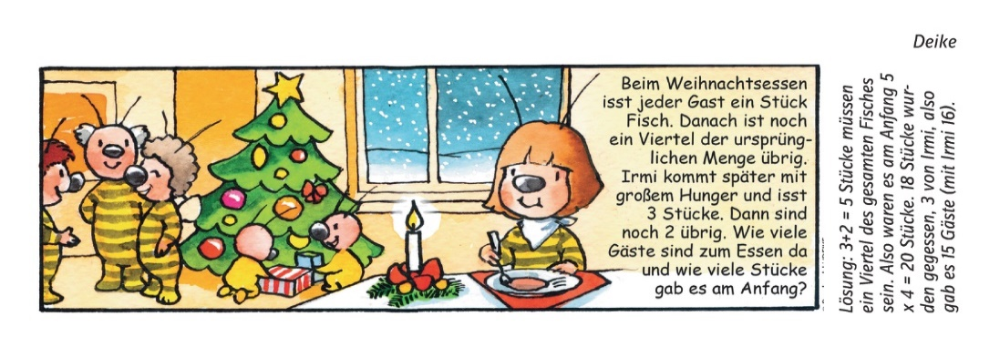 Deike
Beim Weihnachtsessen
isst jeder Gast ein Stück
Fisch. Danach ist noch
ein Viertel der ursprüng-
lichen Menge übrig.
Irmi kommt später mit
großem Hunger und isst
3 Stücke. Dann sind
noch 2 übrig. Wie viele
Gäste sind zum Essen da
und wie viele Stücke
gab es am Anfang?
Lösung: 3+2 = 5 Stücke müssen
ein Viertel des gesamten Fisches
sein. Also waren es am Anfang 5
x 4 = 20 Stücke. 18 Stücke wur-
den gegessen, 3 von Irmi, also
gab es 15 Gäste (mit Irmi 16).